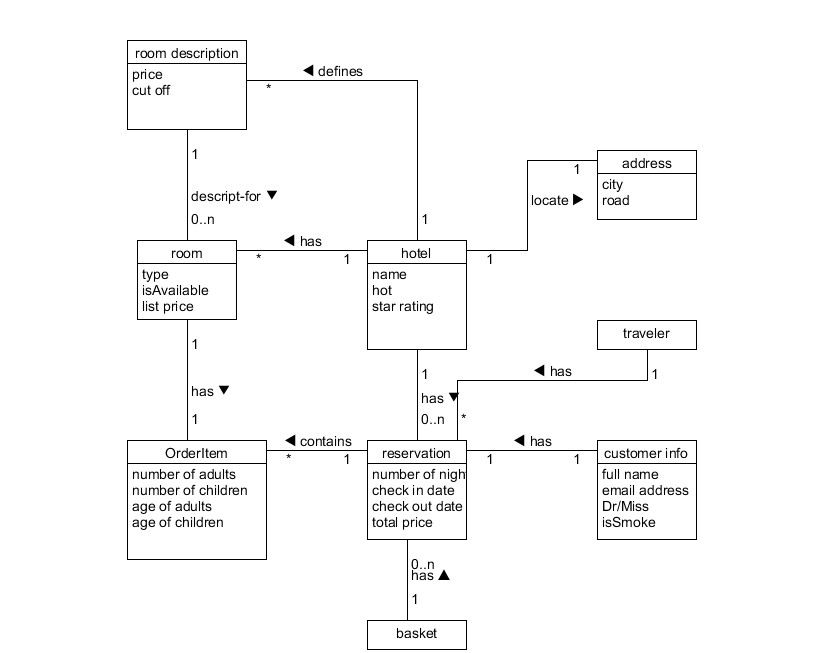 room description
price
cut off
◀ defines
*
1
descript-for ▼
0..n
1
address
city
road
1
locate ▶
room
type
isAvailable
list price
◀ has
*
1
hotel
name
hot
star rating
1
traveler
1
has ▼
1
1
has ▼
0..n
◀ has
1
*
OrderItem
number of adults
number of children
age of adults
age of children
◀ contains
*
1
reservation
number of nigh
check in date
check out date
total price
◀ has
1
1
customer info
full name
email address
Dr/Miss
isSmoke
0..n
has ▲
1
basket